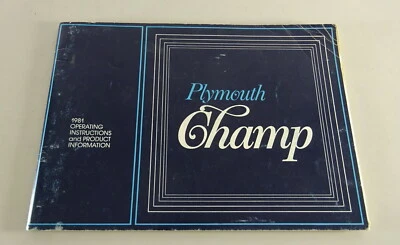 1981
OPERATING
INSTRUCTIONS
and PRODUCT
INFORMATION
Plymouth
Champ